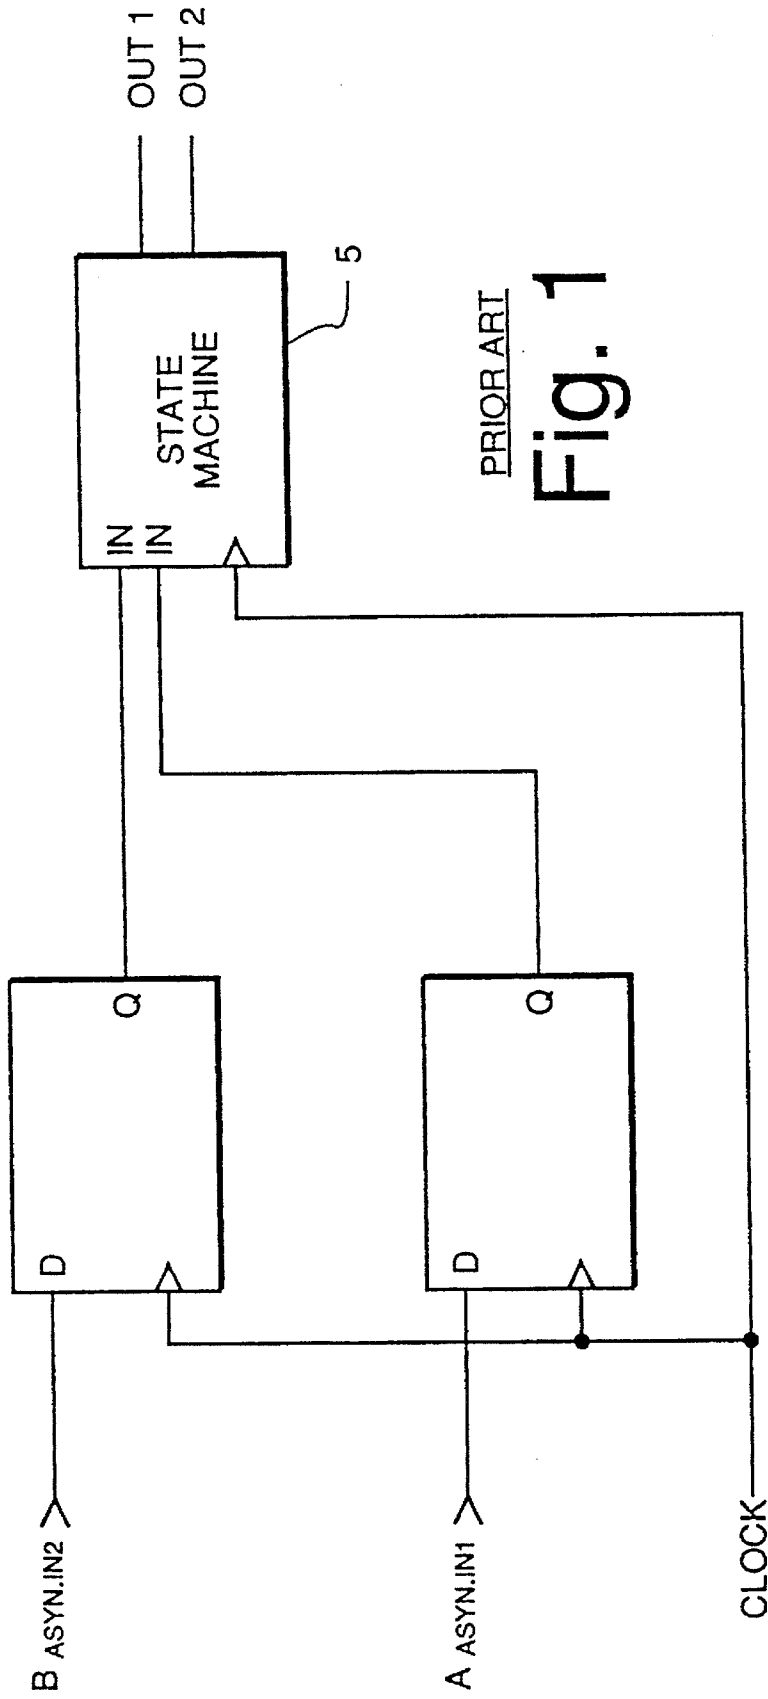 B ASYN.IN2
D
Q
IN
IN
STATE
MACHINE
OUT 1
OUT 2
5
A ASYN.IN1
D
Q
CLOCK
PRIOR ART
Fig. 1